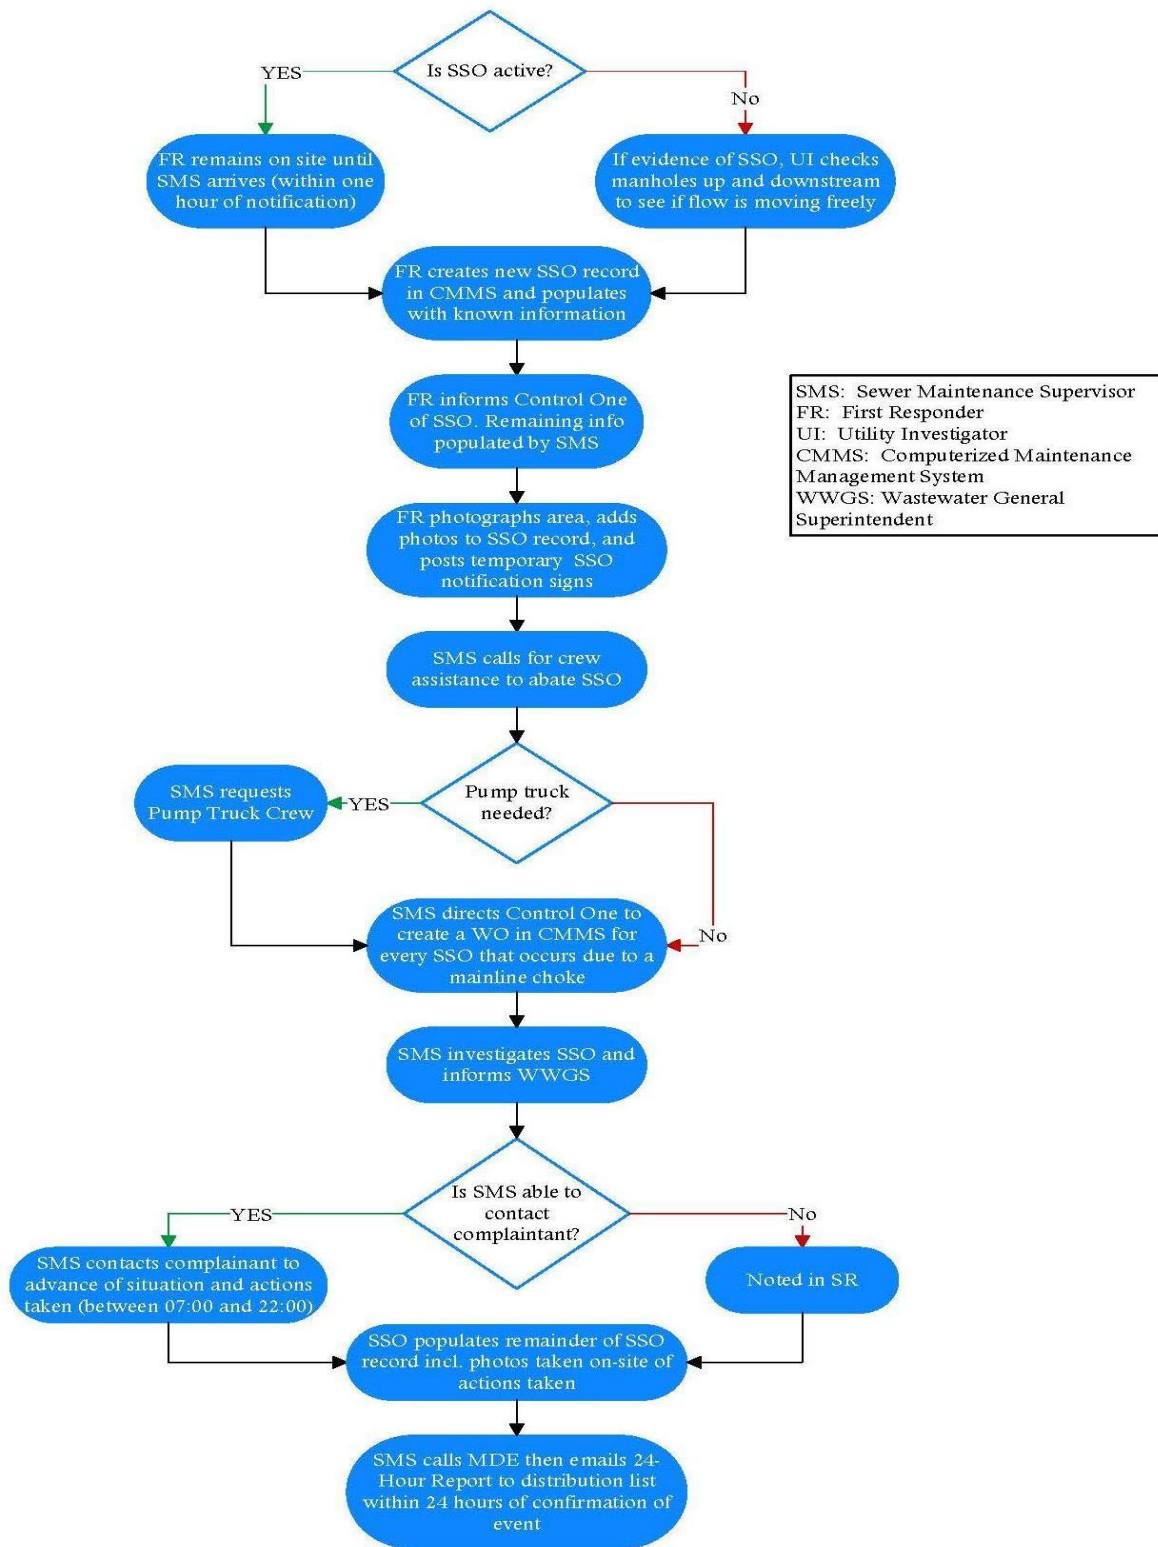 Is SSO active?
YES
No
FR remains on site until
SMS arrives (within one
hour of notification)
If evidence of SSO, UI checks
manholes up and downstream
to see if flow is moving freely
FR creates new SSO record
in CMMS and populates
with known information
FR informs Control One
of SSO. Remaining info
populated by SMS
SMS: Sewer Maintenance Supervisor
FR: First Responder
UI: Utility Investigator
CMMS: Computerized Maintenance
Management System
WWGS: Wastewater General
Superintendent
FR photographs area, adds
photos to SSO record, and
posts temporary SSO
notification signs
SMS calls for crew
assistance to abate SSO
Pump truck
needed?
YES
SMS requests
Pump Truck Crew
No
SMS directs Control One to
create a WO in CMMS for
every SSO that occurs due to a
mainline choke
SMS investigates SSO and
informs WWGS
Is SMS able to
contact
complaintant?
YES
No
SMS contacts complainant to
advance of situation and actions
taken (between 07:00 and 22:00)
Noted in SR
SSO populates remainder of SSO
record incl. photos taken on-site of
actions taken
SMS calls MDE then emails 24-
Hour Report to distribution list
within 24 hours of confirmation of
event